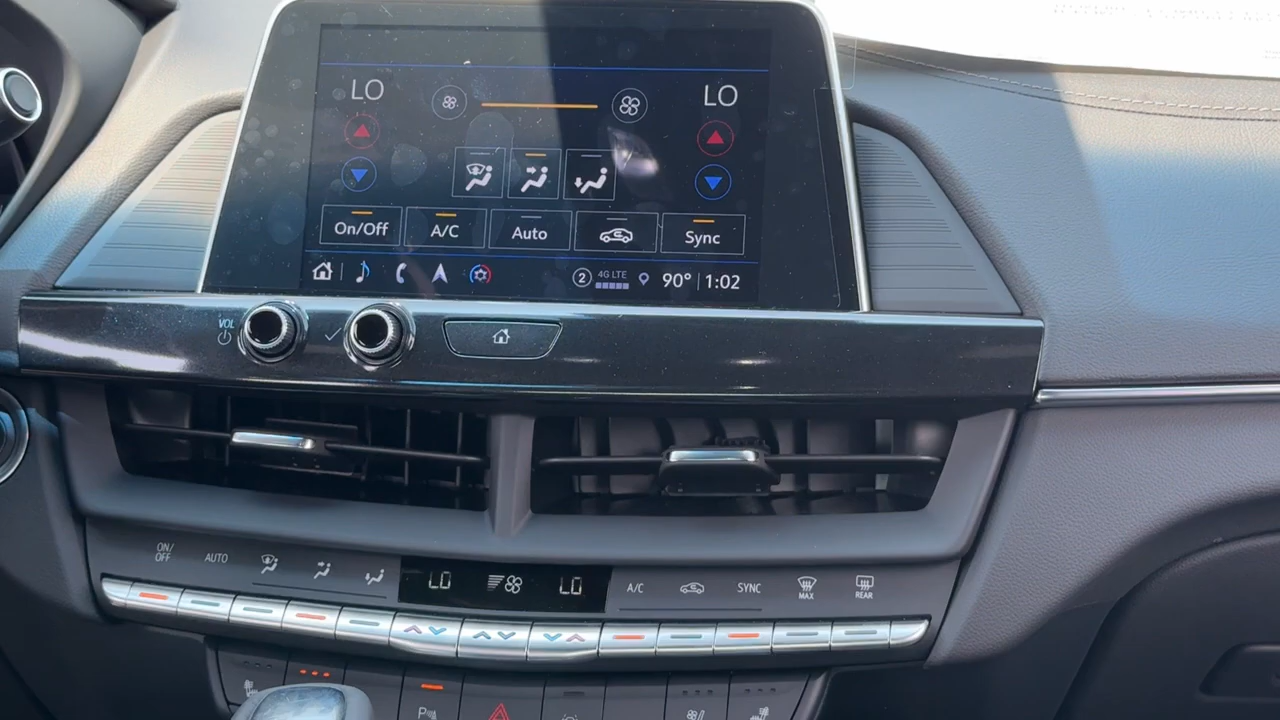 LO LO
On/Off A/C Auto Sync
2 4G LTE 90° 1:02
VOL
ON/
OFF AUTO LO LO A/C SYNC MAX REAR
P